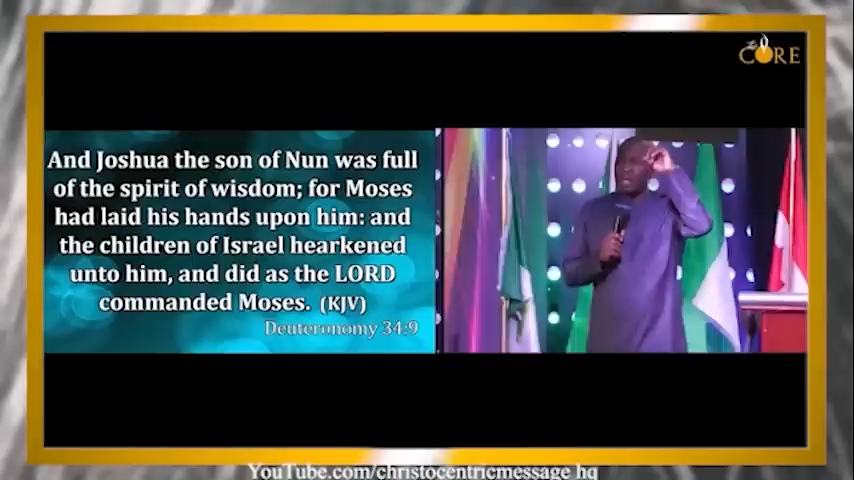 The
CORE
And Joshua the son of Nun was full
of the spirit of wisdom; for Moses
had laid his hands upon him: and
the children of Israel hearkened
unto him, and did as the LORD
commanded Moses. (KJV)
Deuteronomy 34:9
YouTube.com/christocentricmessage hq